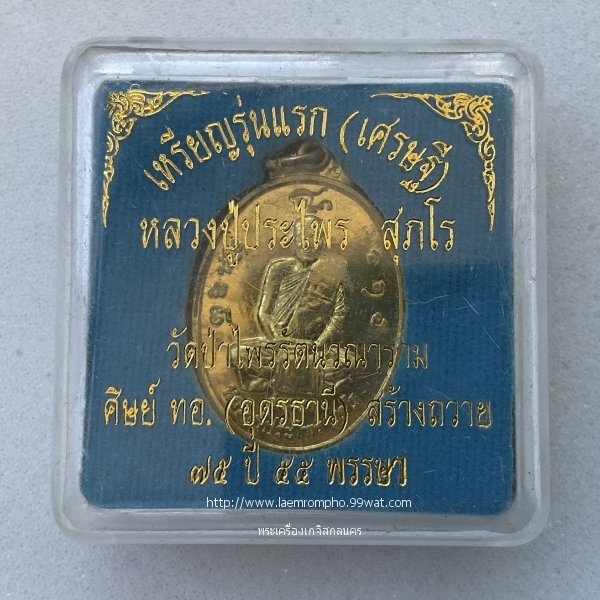 เหรียญรุ่นแรก (เศรษฐี)
หลวงปู่ประไพร สุภโร
วัดป่าไพรรัตนวณาราม
ศิษย์ ทอ. (อุดรธานี) สร้างถวาย
๗๕ ปี ๕๕ พรรษา
http://www.laemrompho.99wat.com
พระเครื่องเกจิสกลนคร